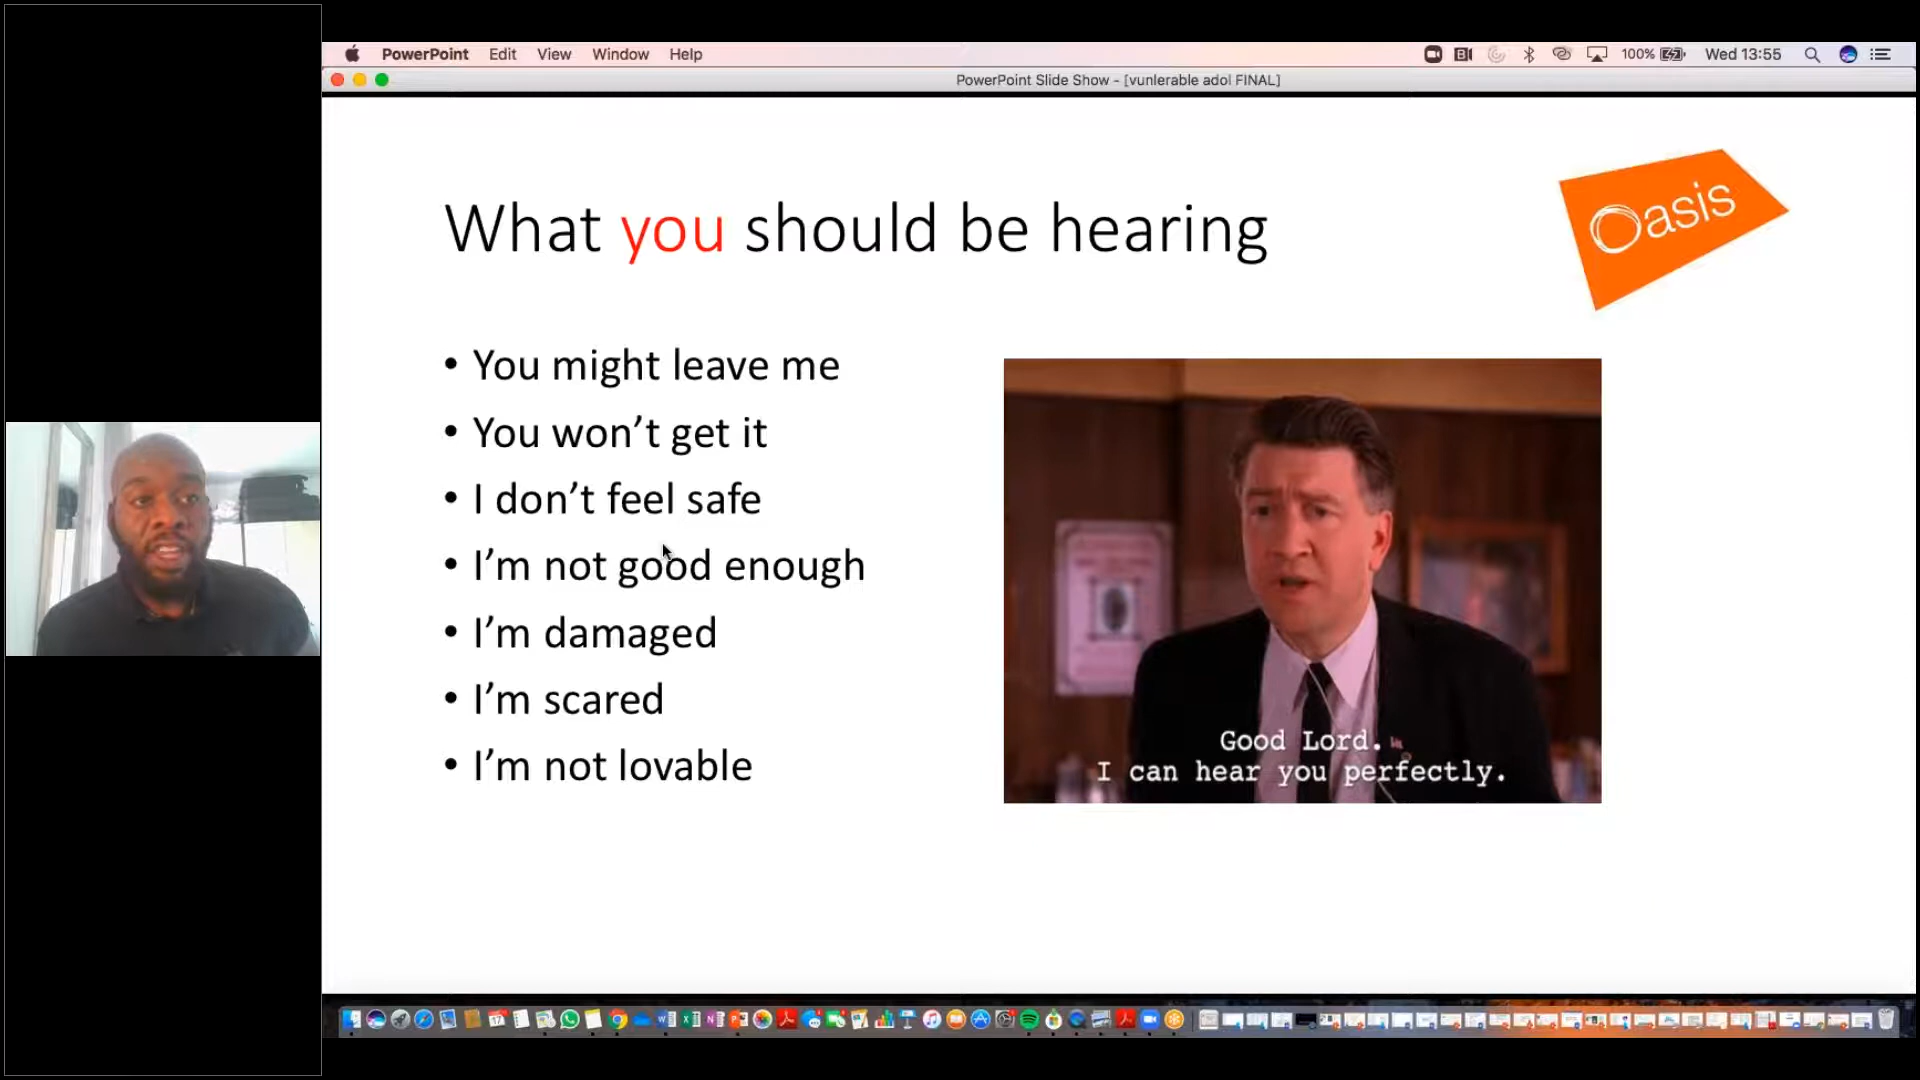 PowerPoint Edit View Window Help
100% Wed 13:55
PowerPoint Slide Show - [vunlerable adol FINAL]
What you should be hearing
Oasis
• You might leave me
• You won’t get it
• I don’t feel safe
• I’m not good enough
• I’m damaged
• I’m scared
• I’m not lovable
Good Lord.
I can hear you perfectly.